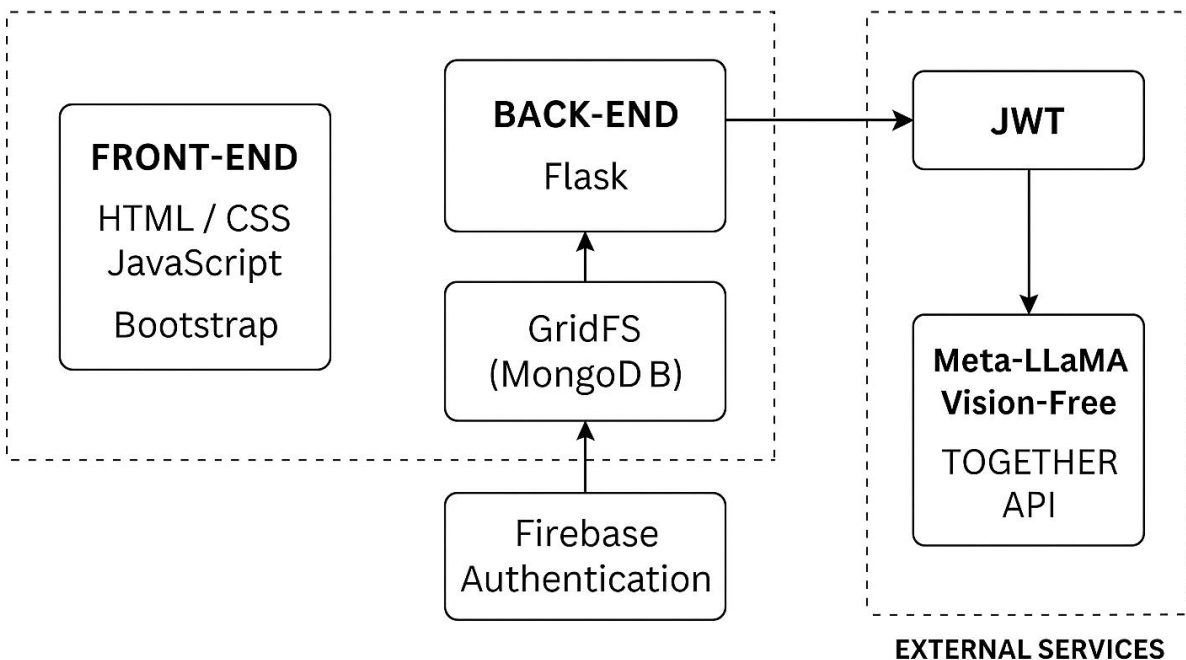 FRONT-END
HTML / CSS
JavaScript
Bootstrap
BACK-END
Flask
GridFS
(MongoD B)
Firebase
Authentication
JWT
Meta-LLaMA
Vision-Free
TOGETHER
API
EXTERNAL SERVICES